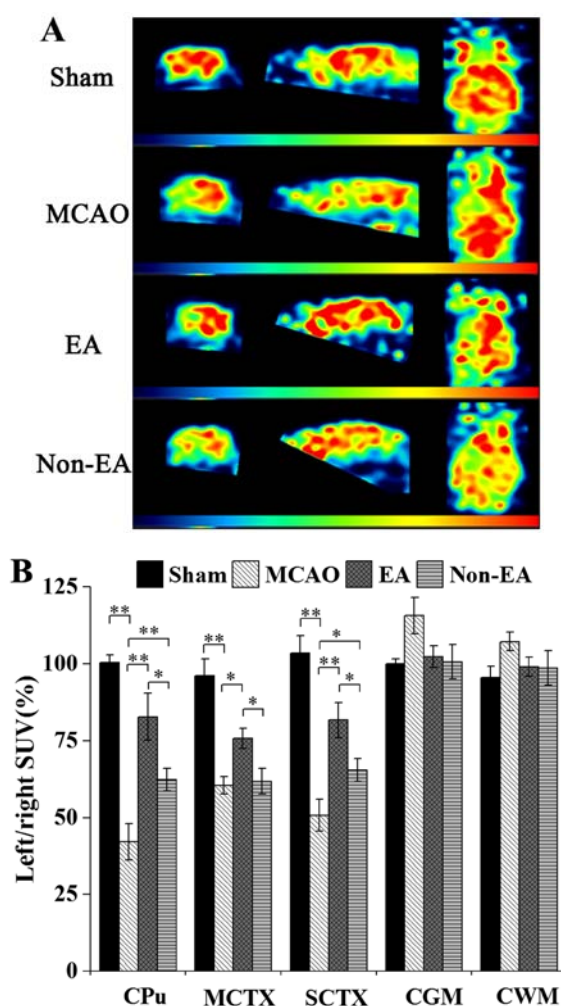 A
Sham
MCAO
EA
Non-EA
B
Sham MCAO EA Non-EA
Left/right SUV(%)
125
100
75
50
25
0
** ** ** *
** * *
** * ** *
CPu MCTX SCTX CGM CWM